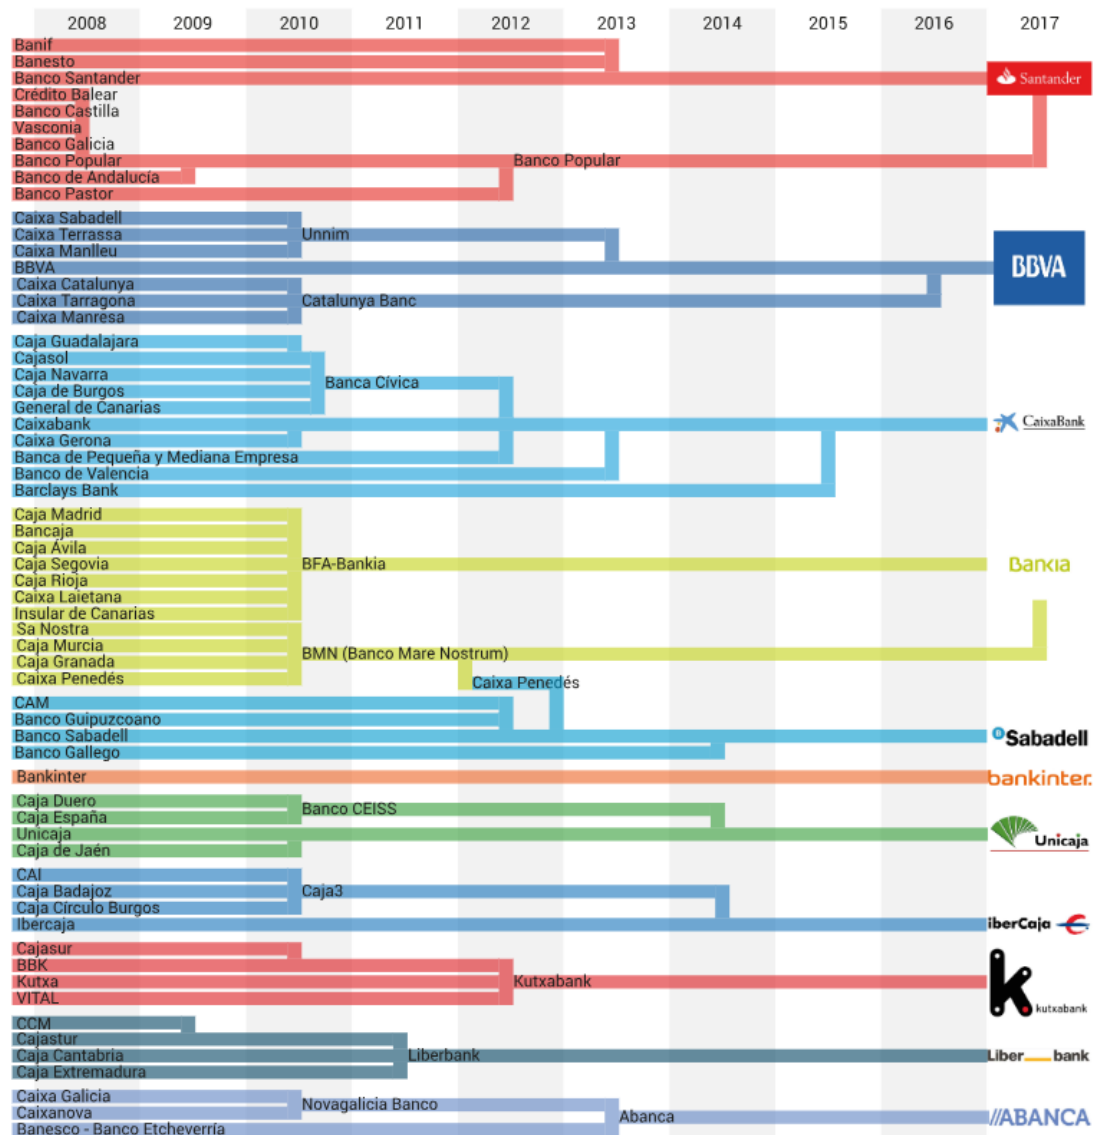 2008 2009 2010 2011 2012 2013 2014 2015 2016 2017
Banif
Banesto
Banco Santander
Santander
Crédito Balear
Banco Castilla
Vasconia
Banco Galicia
Banco Popular Banco Popular
Banco de Andalucía
Banco Pastor
Caixa Sabadell
Caixa Terrassa Unnim
Caixa Manlleu
BBVA BBVA
Caixa Catalunya
Caixa Tarragona Catalunya Banc
Caixa Manresa
Caja Guadalajara
Cajasol
Caja Navarra
Banca Cívica
Caja de Burgos
General de Canarias
Caixabank CaixaBank
Caixa Gerona
Banca de Pequeña y Mediana Empresa
Banco de Valencia
Barclays Bank
Caja Madrid
Bancaja
Caja Ávila
Caja Segovia BFA-Bankia Bankia
Caja Rioja
Caixa Laietana
Insular de Canarias
Sa Nostra
Caja Murcia
BMN (Banco Mare Nostrum)
Caja Granada
Caixa Penedés Caixa Penedés
CAM
Banco Guipuzcoano
Banco Sabadell BSabadell
Banco Gallego
Bankinter bankinter.
Caja Duero
Banco CEISS
Caja España
Unicaja Unicaja
Caja de Jaén
CAI
Caja Badajoz Caja3
Caja Círculo Burgos
Ibercaja iberCaja
Cajasur
BBK
Kutxa Kutxabank k
VITAL kutxabank
CCM
Cajastur
Caja Cantabria Liberbank Liber__bank
Caja Extremadura
Caixa Galicia
Novagalicia Banco
Caixanova Abanca //ABANCA
Banesco - Banco Etcheverría